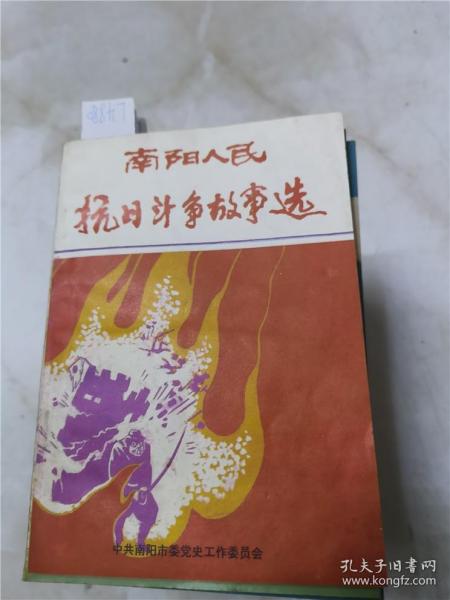 南阳人民
抗日斗争故事选
中共南阳市委党史工作委员会
孔夫子旧书网
www.kongfz.com